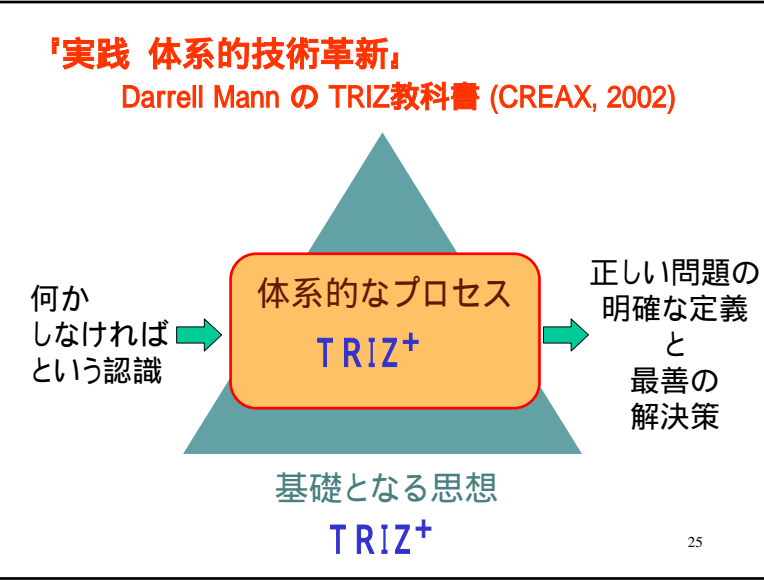 『実践 体系的技術革新』
Darrell Mann の TRIZ教科書 (CREAX, 2002)
何か
しなければ
という認識
体系的なプロセス
TRIZ+
正しい問題の
明確な定義
と
最善の
解決策
基礎となる思想
TRIZ+
25